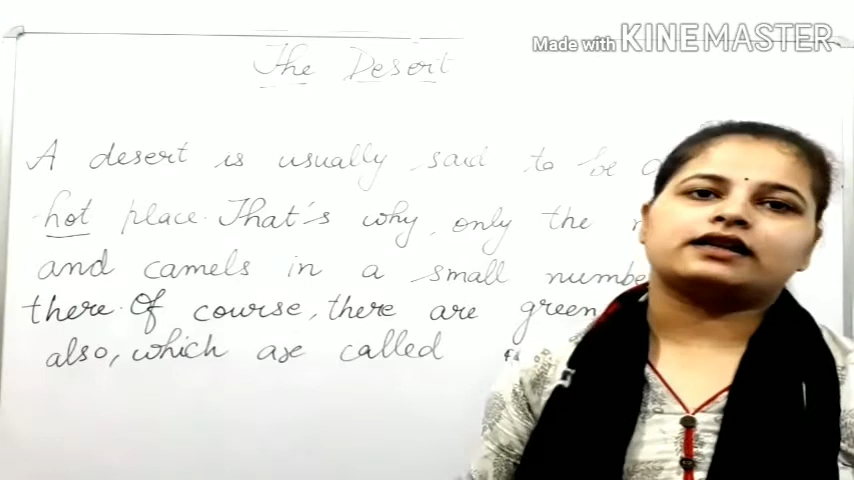 Made with KINEMASTER
The Desert
A desert is usually said to be a
hot place. That's why, only the
and camels in a small numbe
there. Of course, there are green
also, which are called